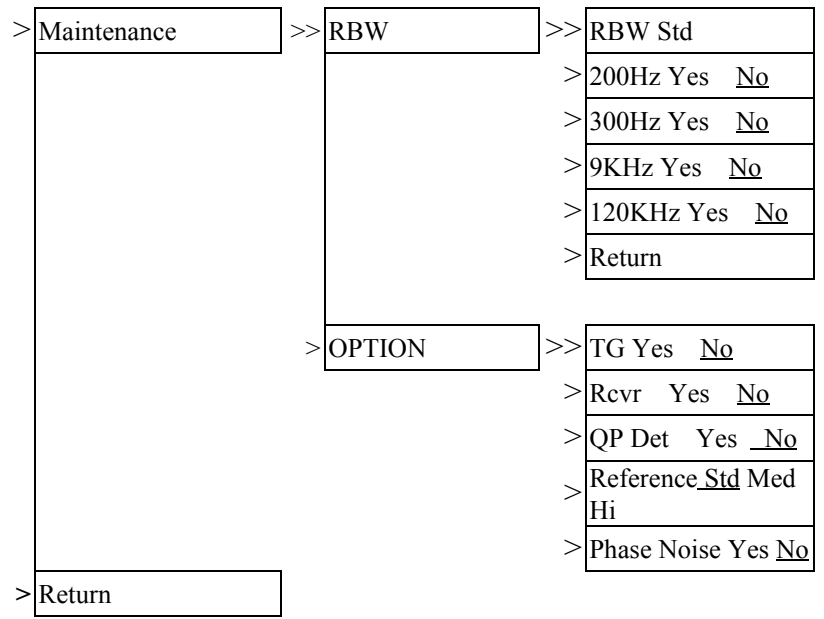 > Maintenance >> RBW >> RBW Std
> 200Hz Yes No
> 300Hz Yes No
> 9KHz Yes No
> 120KHz Yes No
> Return
> OPTION >> TG Yes No
> Rcvr Yes No
> QP Det Yes No
> Reference Std Med
Hi
> Phase Noise Yes No
> Return